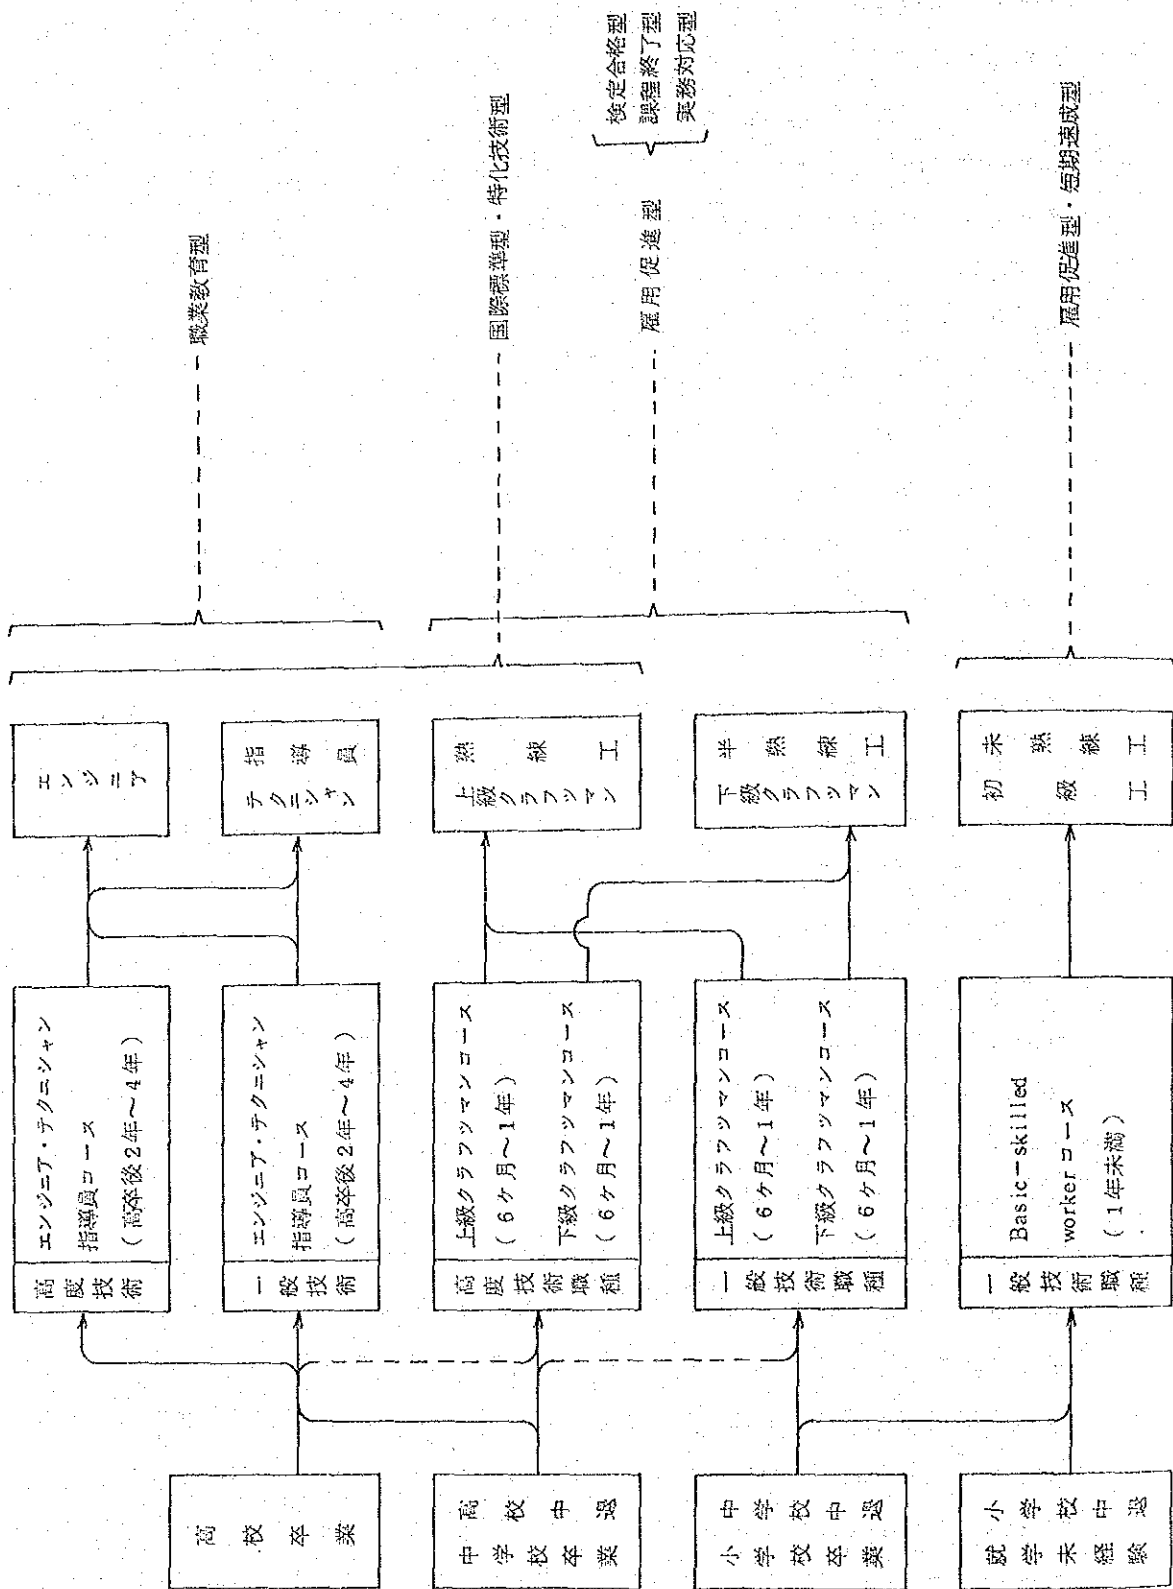 高校卒業
高校中退
中学校卒業
中学校中退
小学校卒業
小学校中退
就学未経験
高度技術
エンジニア・テクニシャン
指導員コース
(高卒後2年～4年)
一般技術
エンジニア・テクニシャン
指導員コース
(高卒後2年～4年)
高度技術職種
上級クラフツマンコース
(6ケ月～1年)
下級クラフツマンコース
(6ケ月～1年)
一般技術職種
上級クラフツマンコース
(6ケ月～1年)
下級クラフツマンコース
(6ケ月～1年)
一般技術職種
Basic-skilled
workerコース
(1年未満)
エンジニア
指導員
テクニシャン
熟練工
上級クラフツマン
半熟練工
下級クラフツマン
未熟練工
初級工
職業教育型
国際標準型・特化技術型
雇用促進型
検定合格型
課程終了型
実務対応型
雇用促進型・短期速成型